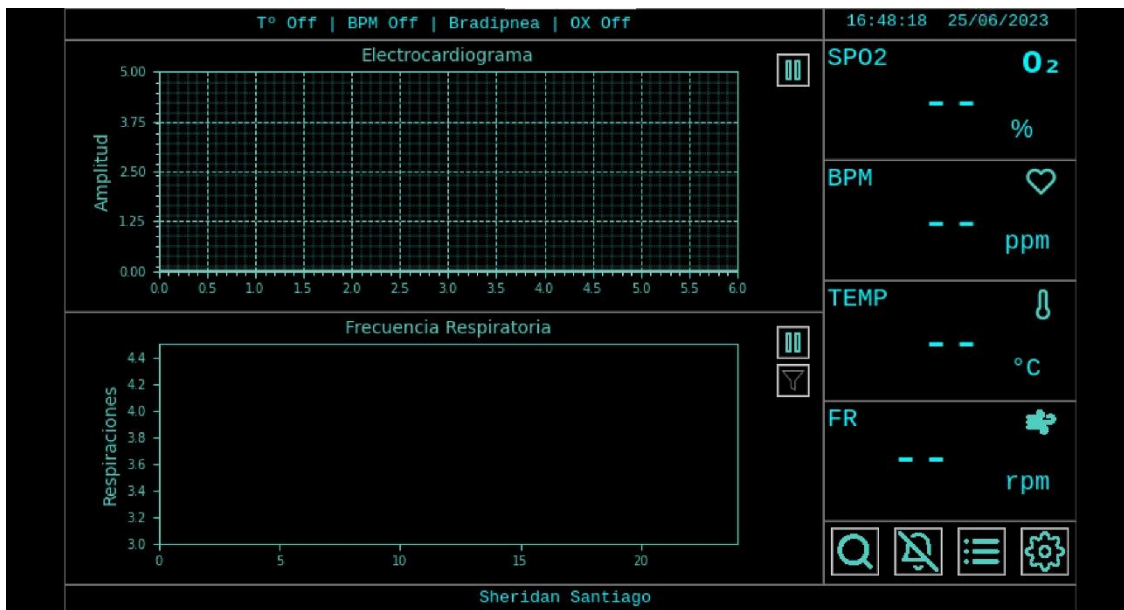 Tº Off | BPM Off | Bradipnea | OX Off
16:48:18 25/06/2023
Electrocardiograma
Amplitud
5.00
3.75
2.50
1.25
0.00
0.0 0.5 1.0 1.5 2.0 2.5 3.0 3.5 4.0 4.5 5.0 5.5 6.0
Frecuencia Respiratoria
Respiraciones
4.4
4.2
4.0
3.8
3.6
3.4
3.2
3.0
0 5 10 15 20
SPO2 O₂
-- 
%
BPM
--
ppm
TEMP
--
°C
FR
--
rpm
Sheridan Santiago